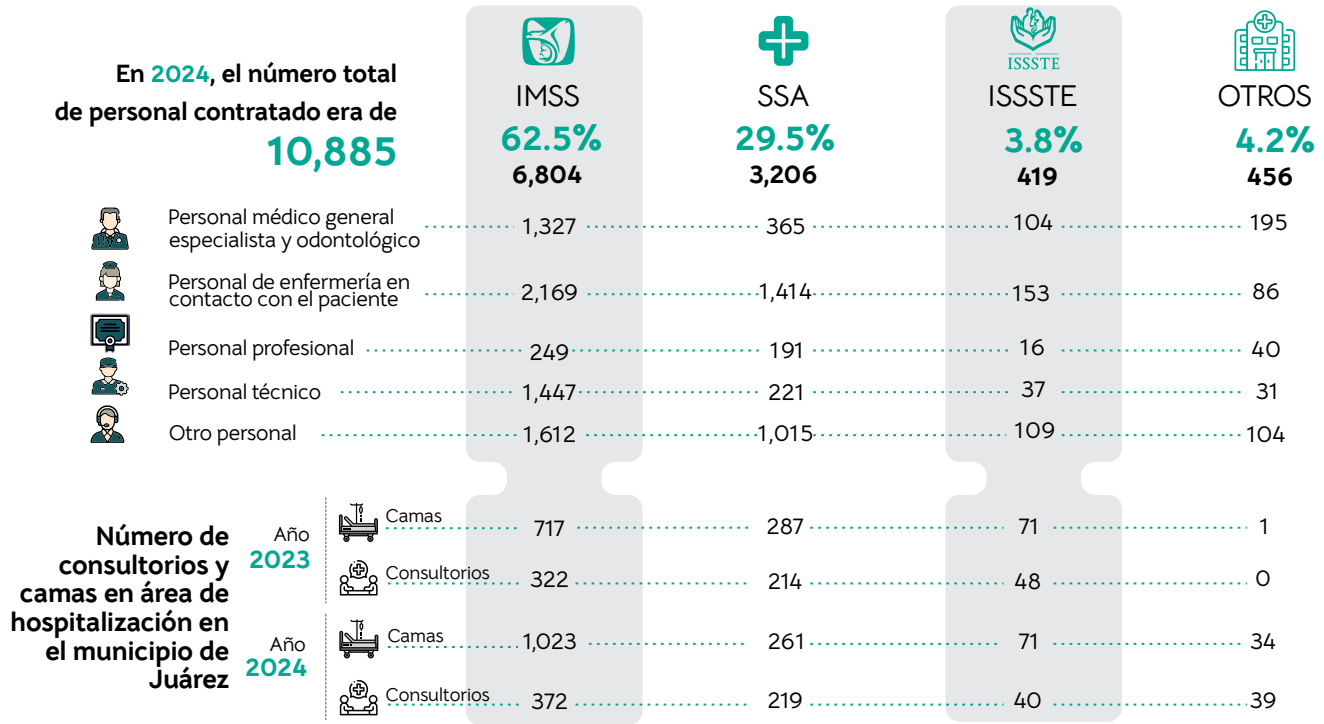 En 2024, el número total
de personal contratado era de
10,885
IMSS
62.5%
6,804
SSA
29.5%
3,206
ISSSTE
ISSSTE
3.8%
419
OTROS
4.2%
456
Personal médico general
especialista y odontológico
1,327 365 104 195
Personal de enfermería en
contacto con el paciente
2,169 1,414 153 86
Personal profesional 249 191 16 40
Personal técnico 1,447 221 37 31
Otro personal 1,612 1,015 109 104
Número de
consultorios y
camas en área de
hospitalización en
el municipio de
Juárez
Año
2023
Camas 717 287 71 1
Consultorios 322 214 48 0
Año
2024
Camas 1,023 261 71 34
Consultorios 372 219 40 39